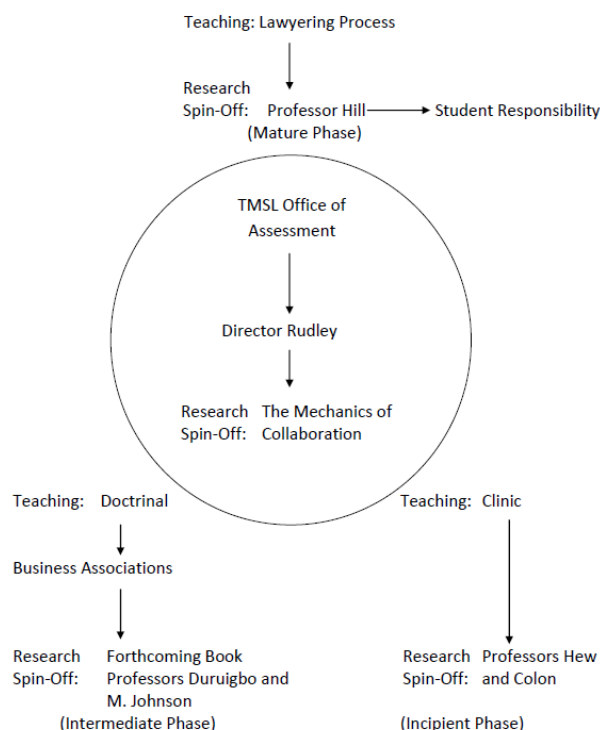 Teaching: Lawyering Process
Research
Spin-Off: Professor Hill Student Responsibility
(Mature Phase)
TMSL Office of
Assessment
Director Rudley
Research The Mechanics of
Spin-Off: Collaboration
Teaching: Doctrinal
Business Associations
Research Forthcoming Book
Spin-Off: Professors Duruigbo and
M. Johnson
(Intermediate Phase)
Teaching: Clinic
Research Professors Hew
Spin-Off: and Colon
(Incipient Phase)